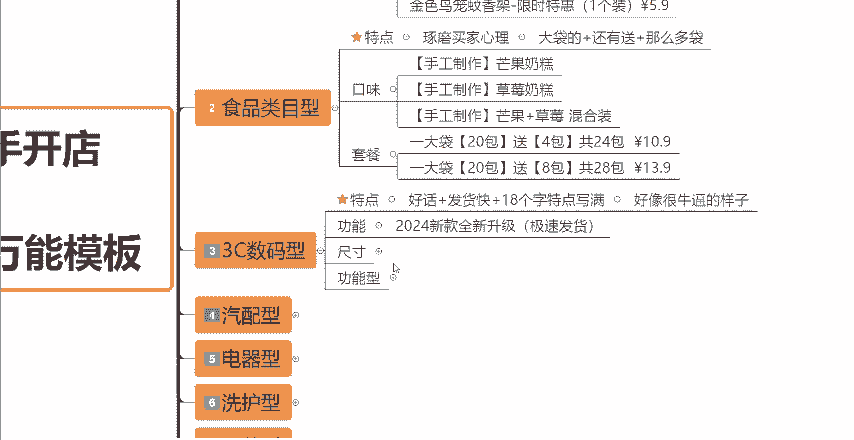 金色鸟笼蚊香架-限时特惠（1个装）¥5.9
特点 琢磨买家心理 大袋的+还有送+那么多袋
【手工制作】芒果奶糕
2 食品类目型
口味
【手工制作】草莓奶糕
【手工制作】芒果+草莓 混合装
手开店
套餐
一大袋【20包】送【4包】共24包 ¥10.9
一大袋【20包】送【8包】共28包 ¥13.9
特点 好话+发货快+18个字特点写满 好像很牛逼的样子
功能 2024新款全新升级（极速发货）
万能模板
3 3C数码型
尺寸
功能型
4 汽配型
5 电器型
6 洗护型